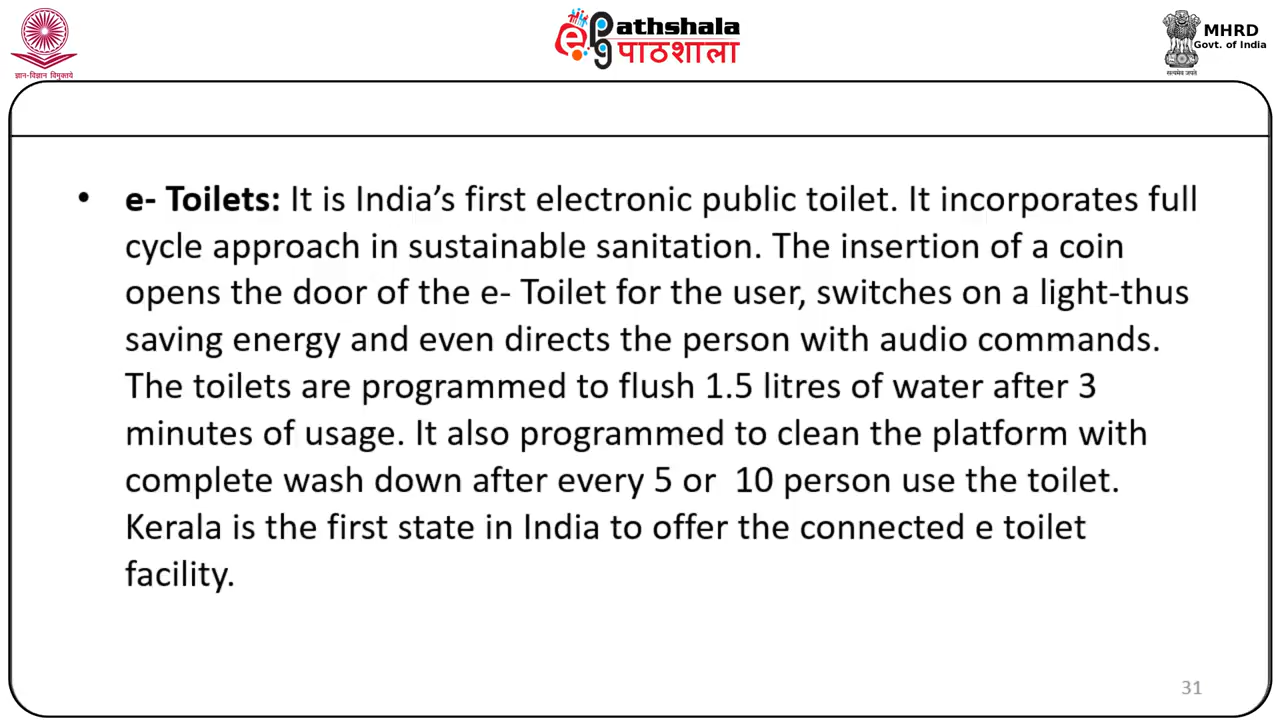 ज्ञान-विज्ञान विमुक्तये
ePathshala
पाठशाला
MHRD
Govt. of India
सत्यमेव जयते
• e- Toilets: It is India’s first electronic public toilet. It incorporates full
cycle approach in sustainable sanitation. The insertion of a coin
opens the door of the e- Toilet for the user, switches on a light-thus
saving energy and even directs the person with audio commands.
The toilets are programmed to flush 1.5 litres of water after 3
minutes of usage. It also programmed to clean the platform with
complete wash down after every 5 or  10 person use the toilet.
Kerala is the first state in India to offer the connected e toilet
facility.
31